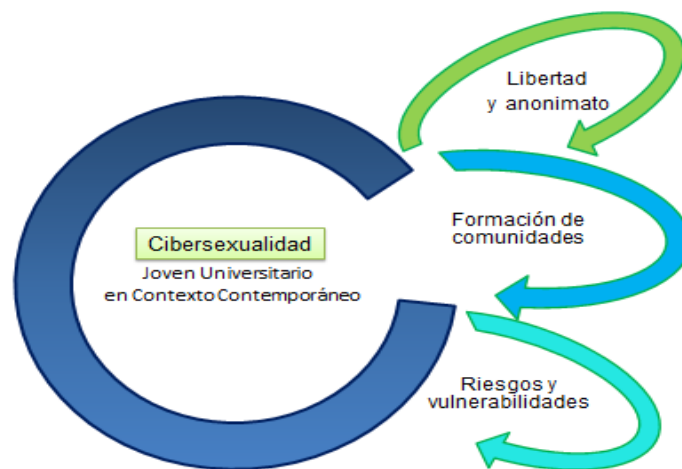 Libertad
y anonimato
Formación de
comunidades
Cibersexualidad
Joven Universitario
en Contexto Contemporáneo
Riesgos y
vulnerabilidades